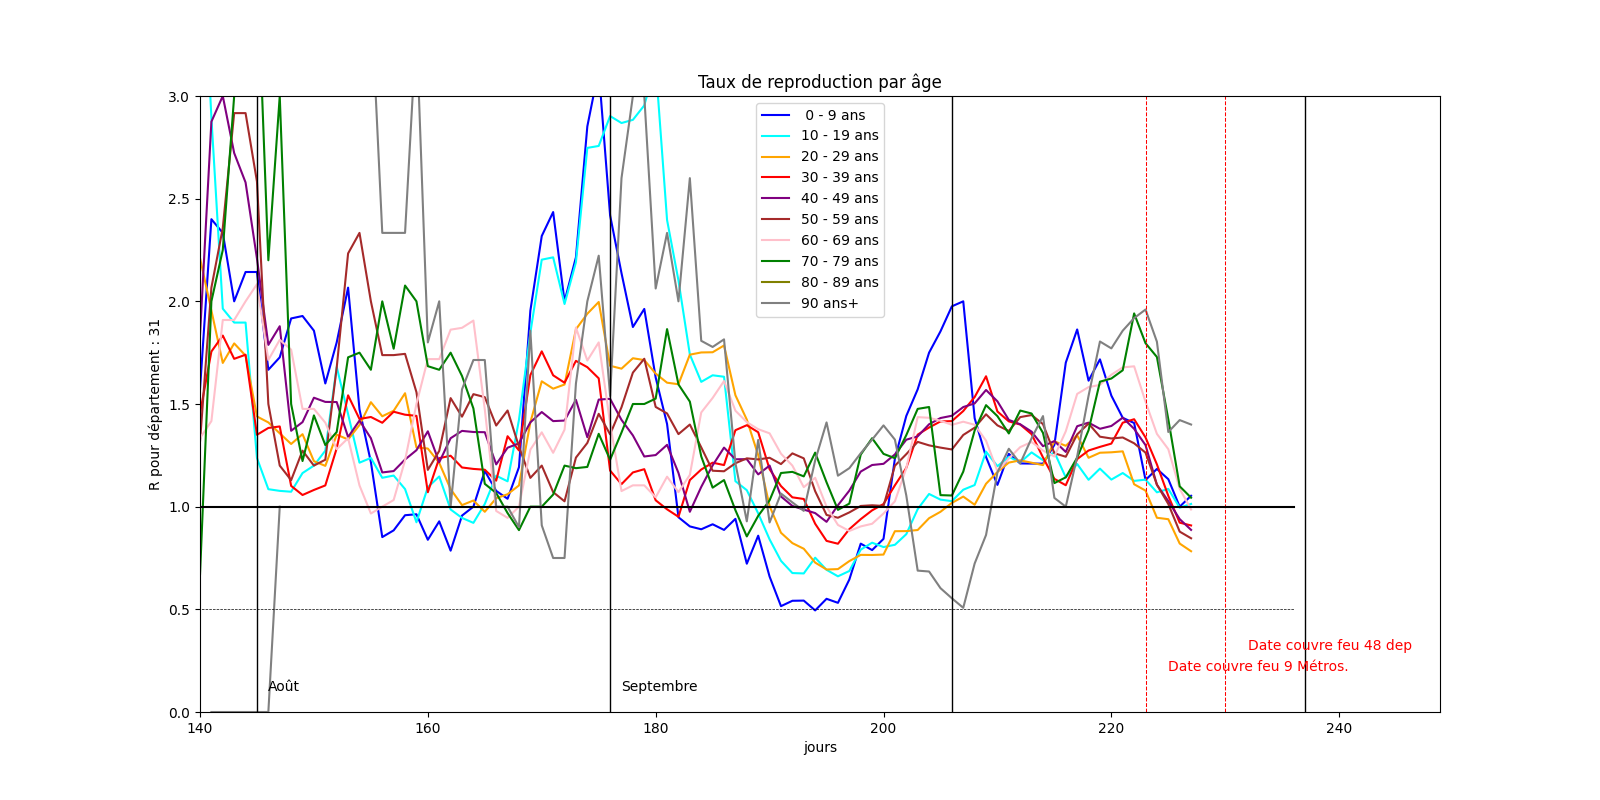 Taux de reproduction par âge
R pour département : 31
3.0
2.5
2.0
1.5
1.0
0.5
0.0
0 - 9 ans
10 - 19 ans
20 - 29 ans
30 - 39 ans
40 - 49 ans
50 - 59 ans
60 - 69 ans
70 - 79 ans
80 - 89 ans
90 ans+
Date couvre feu 48 dep
Date couvre feu 9 Métros.
Août
Septembre
140
160
180
200
220
240
jours